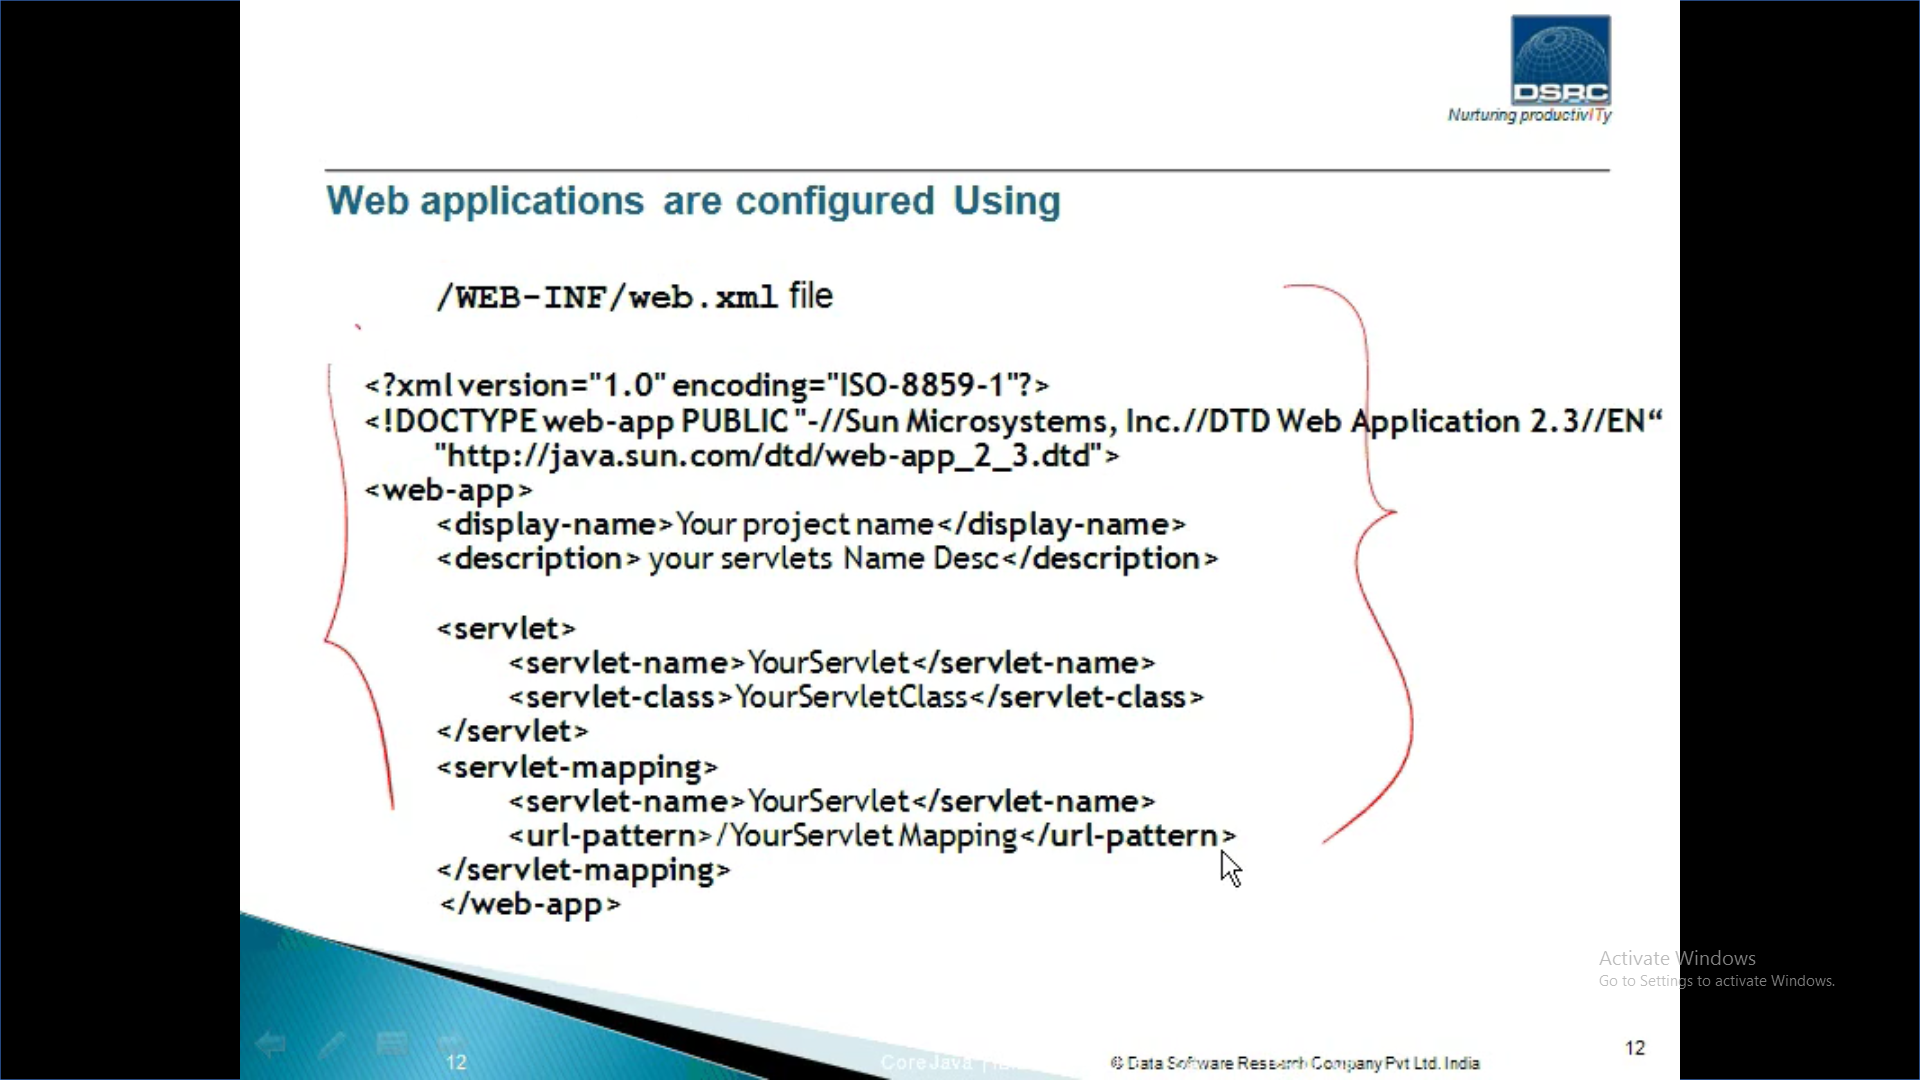 DSRC
Nurturing productivITy
Web applications are configured Using
/WEB-INF/web.xml file
<?xml version="1.0" encoding="ISO-8859-1"?>
<!DOCTYPE web-app PUBLIC "-//Sun Microsystems, Inc.//DTD Web Application 2.3//EN“
"http://java.sun.com/dtd/web-app_2_3.dtd">
<web-app>
<display-name>Your project name</display-name>
<description> your servlets Name Desc</description>
<servlet>
<servlet-name>YourServlet</servlet-name>
<servlet-class>YourServletClass</servlet-class>
</servlet>
<servlet-mapping>
<servlet-name>YourServlet</servlet-name>
<url-pattern>/YourServlet Mapping</url-pattern>
</servlet-mapping>
</web-app>
Activate Windows
Go to Settings to activate Windows.
12
12 Core Java © Data Software Research Company Pvt Ltd. India